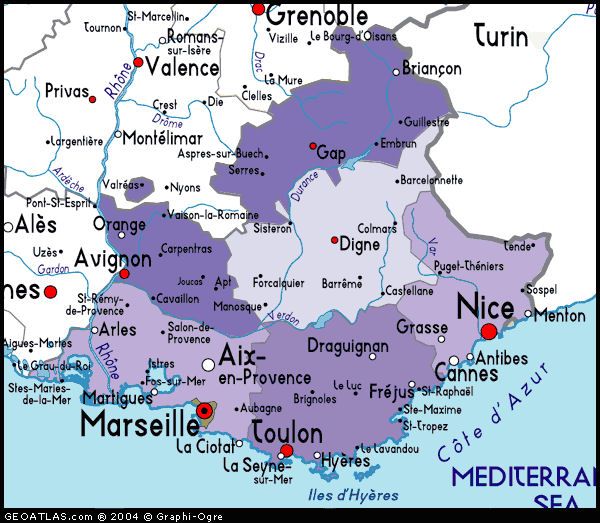 Grenoble
St-Marcellin
Tournon
Romans-
sur-Isère
Vizille
Le Bourg-d'Oisans
Turin
Valence
Rhône
Drac
La Mure
Briançon
Privas
Clelles
Crest
Die
Drôme
Guillestre
Montélimar
Largentière
Embrun
Aspres-sur-Buech
Gap
Serres
Ardèche
Valréas
Nyons
Durance
Barcelonnette
Pont-St-Esprit
Vaison-la-Romaine
Orange
Sisteron
Colmars
Alès
Var
Tende
Uzès
Carpentras
Digne
Avignon
Gardon
Puget-Théniers
Joucas
Apt
Forcalquier
Barrême
nes
Cavaillon
Castellane
Sospel
St-Rémy-
de-Provence
Manosque
Nice
Menton
Verdon
Arles
Salon-de-
Provence
Grasse
Aigues-Mortes
Draguignan
Rhône
Aix-
en-Provence
Antibes
Le Grau-du-Roi
Istres
Cannes
Fos-sur-Mer
Stes-Maries-
de-la-Mer
Martigues
Le Luc
Fréjus
St-Raphaël
Brignoles
Aubagne
Ste-Maxime
St-Tropez
Marseille
Côte d'Azur
Toulon
La Ciotat
Le Lavandou
La Seyne-
sur-Mer
Hyères
MEDITERRA
SEA
Iles d'Hyères
GEOATLAS.com ® 2004 © Graphi-Ogre